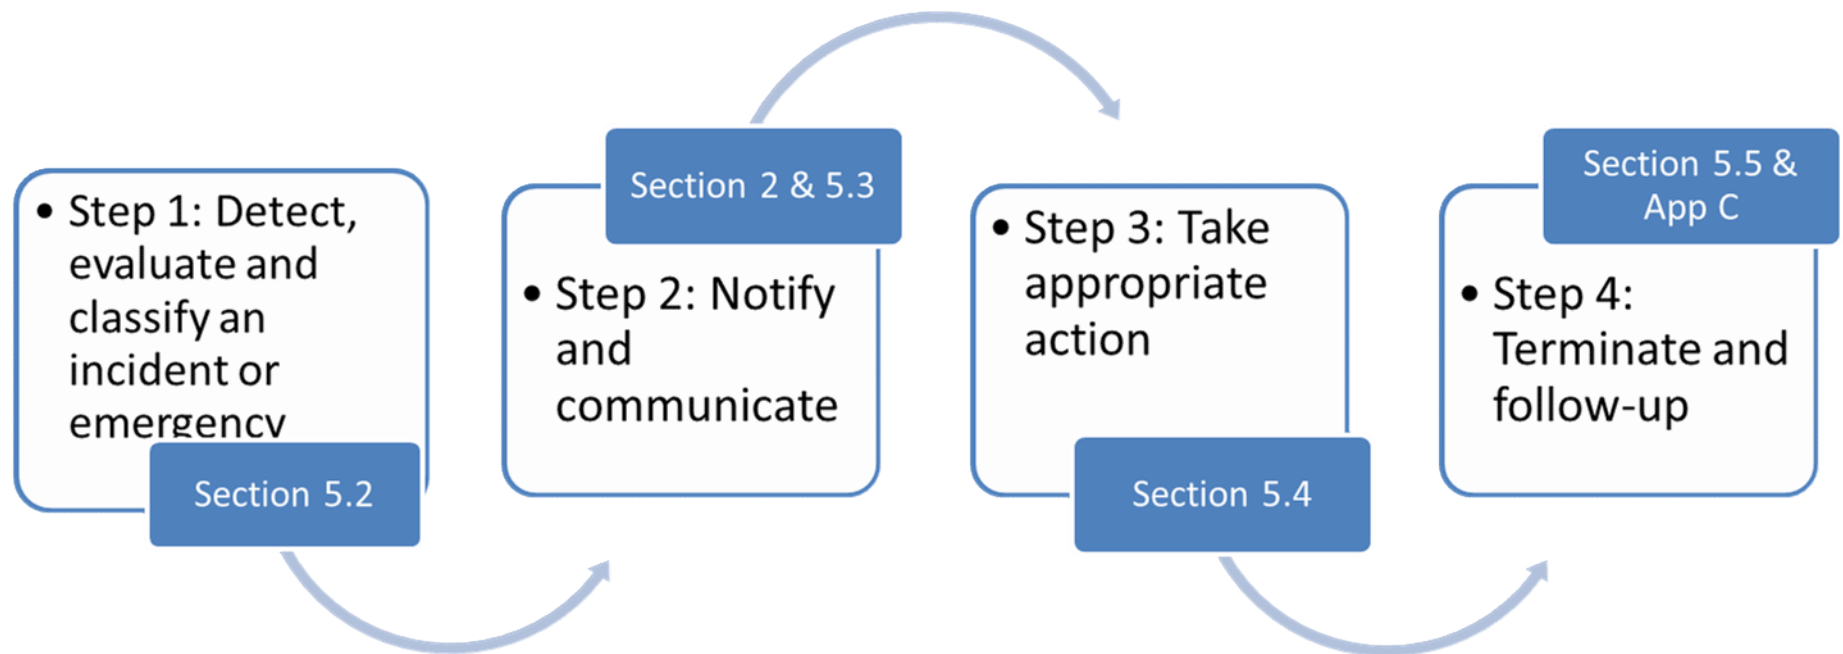 • Step 1: Detect,
evaluate and
classify an
incident or
emergency
Section 5.2
Section 2 & 5.3
• Step 2: Notify
and
communicate
• Step 3: Take
appropriate
action
Section 5.4
Section 5.5 &
App C
• Step 4:
Terminate and
follow-up